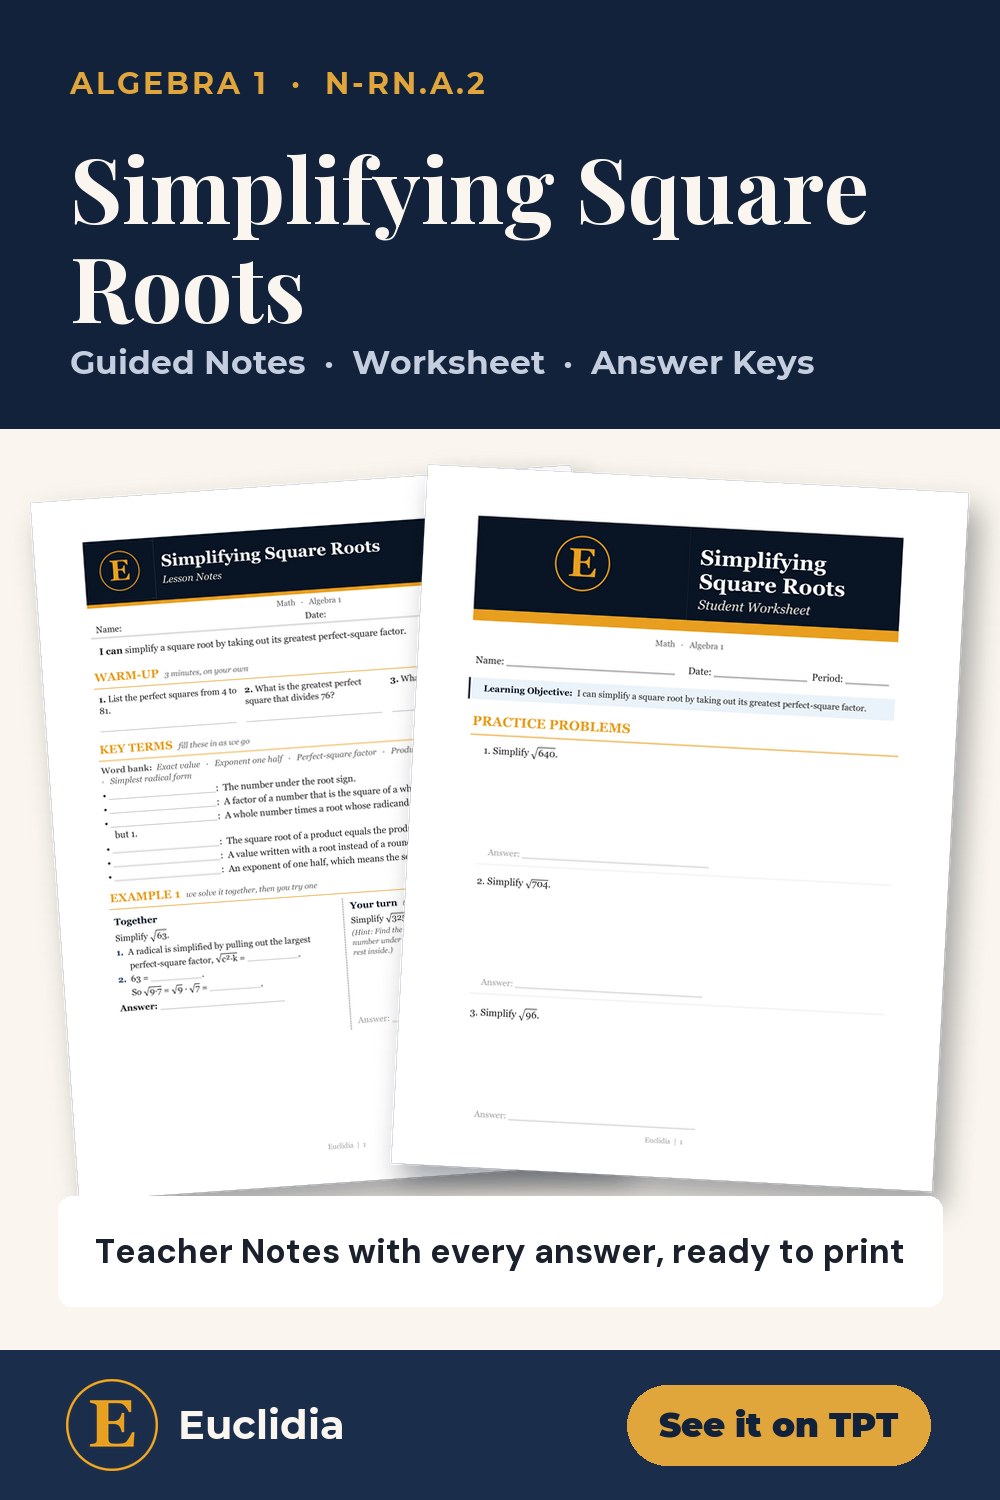 ALGEBRA 1 · N-RN.A.2
Simplifying Square
Roots
Guided Notes · Worksheet · Answer Keys
E
Simplifying Square Roots
Lesson Notes
Math · Algebra 1
Name:
Date:
I can simplify a square root by taking out its greatest perfect-square factor.
WARM-UP 3 minutes, on your own
1. List the perfect squares from 4 to
81.
2. What is the greatest perfect
square that divides 76?
3.
KEY TERMS fill these in as we go
Word bank: Exact value · Exponent one half · Perfect-square factor ·
· Simplest radical form
• : The number under the root sign.
• : A factor of a number that is the square of a
• : A whole number times a root whose radicand
but 1.
• : The square root of a product equals the
• : A value written with a root instead of a
• : An exponent of one half, which means the
EXAMPLE 1 we solve it together, then you try one
Together
Simplify √63.
1. A radical is simplified by pulling out the largest
perfect-square factor, √c²·k = .
2. 63 = .
So √9·7 = √9 · √7 = .
Answer:
Your turn
Simplify
(Hint: Find the
number under
rest inside.)
Answer:
Euclidia | 1
E
Simplifying
Square Roots
Student Worksheet
Math · Algebra 1
Name: Date: Period:
Learning Objective: I can simplify a square root by taking out its greatest perfect-square factor.
PRACTICE PROBLEMS
1. Simplify √640.
Answer:
2. Simplify √704.
Answer:
3. Simplify √96.
Answer:
Euclidia | 1
Teacher Notes with every answer, ready to print
E
Euclidia
See it on TPT